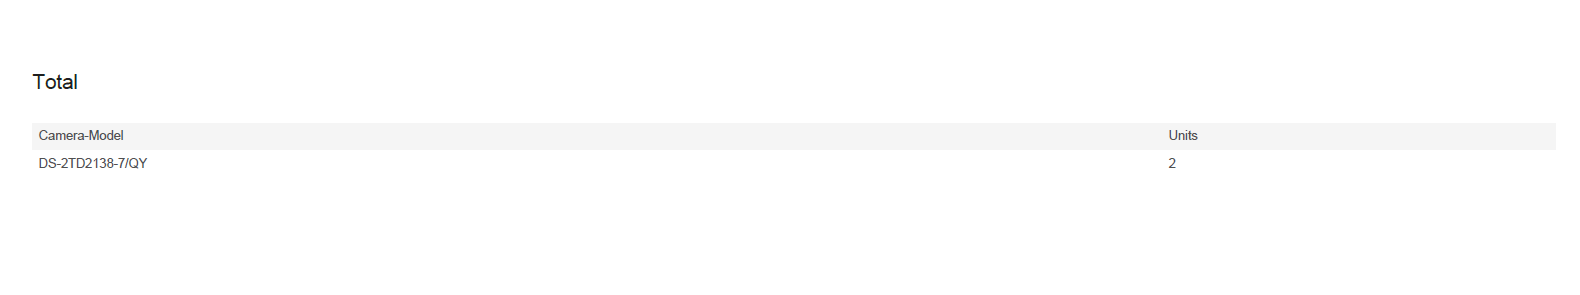 Total
Camera-Model Units
DS-2TD2138-7/QY 2